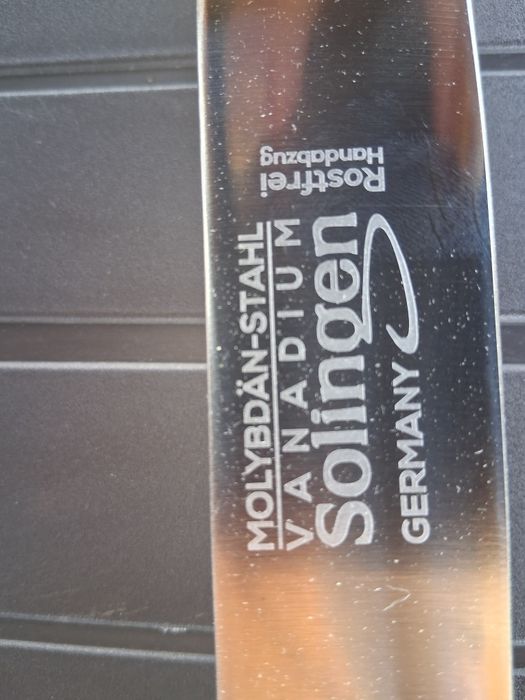 MOLYBDÄN-STAHL
VANADIUM
Solingen
GERMANY
Rostfrei
Handabzug